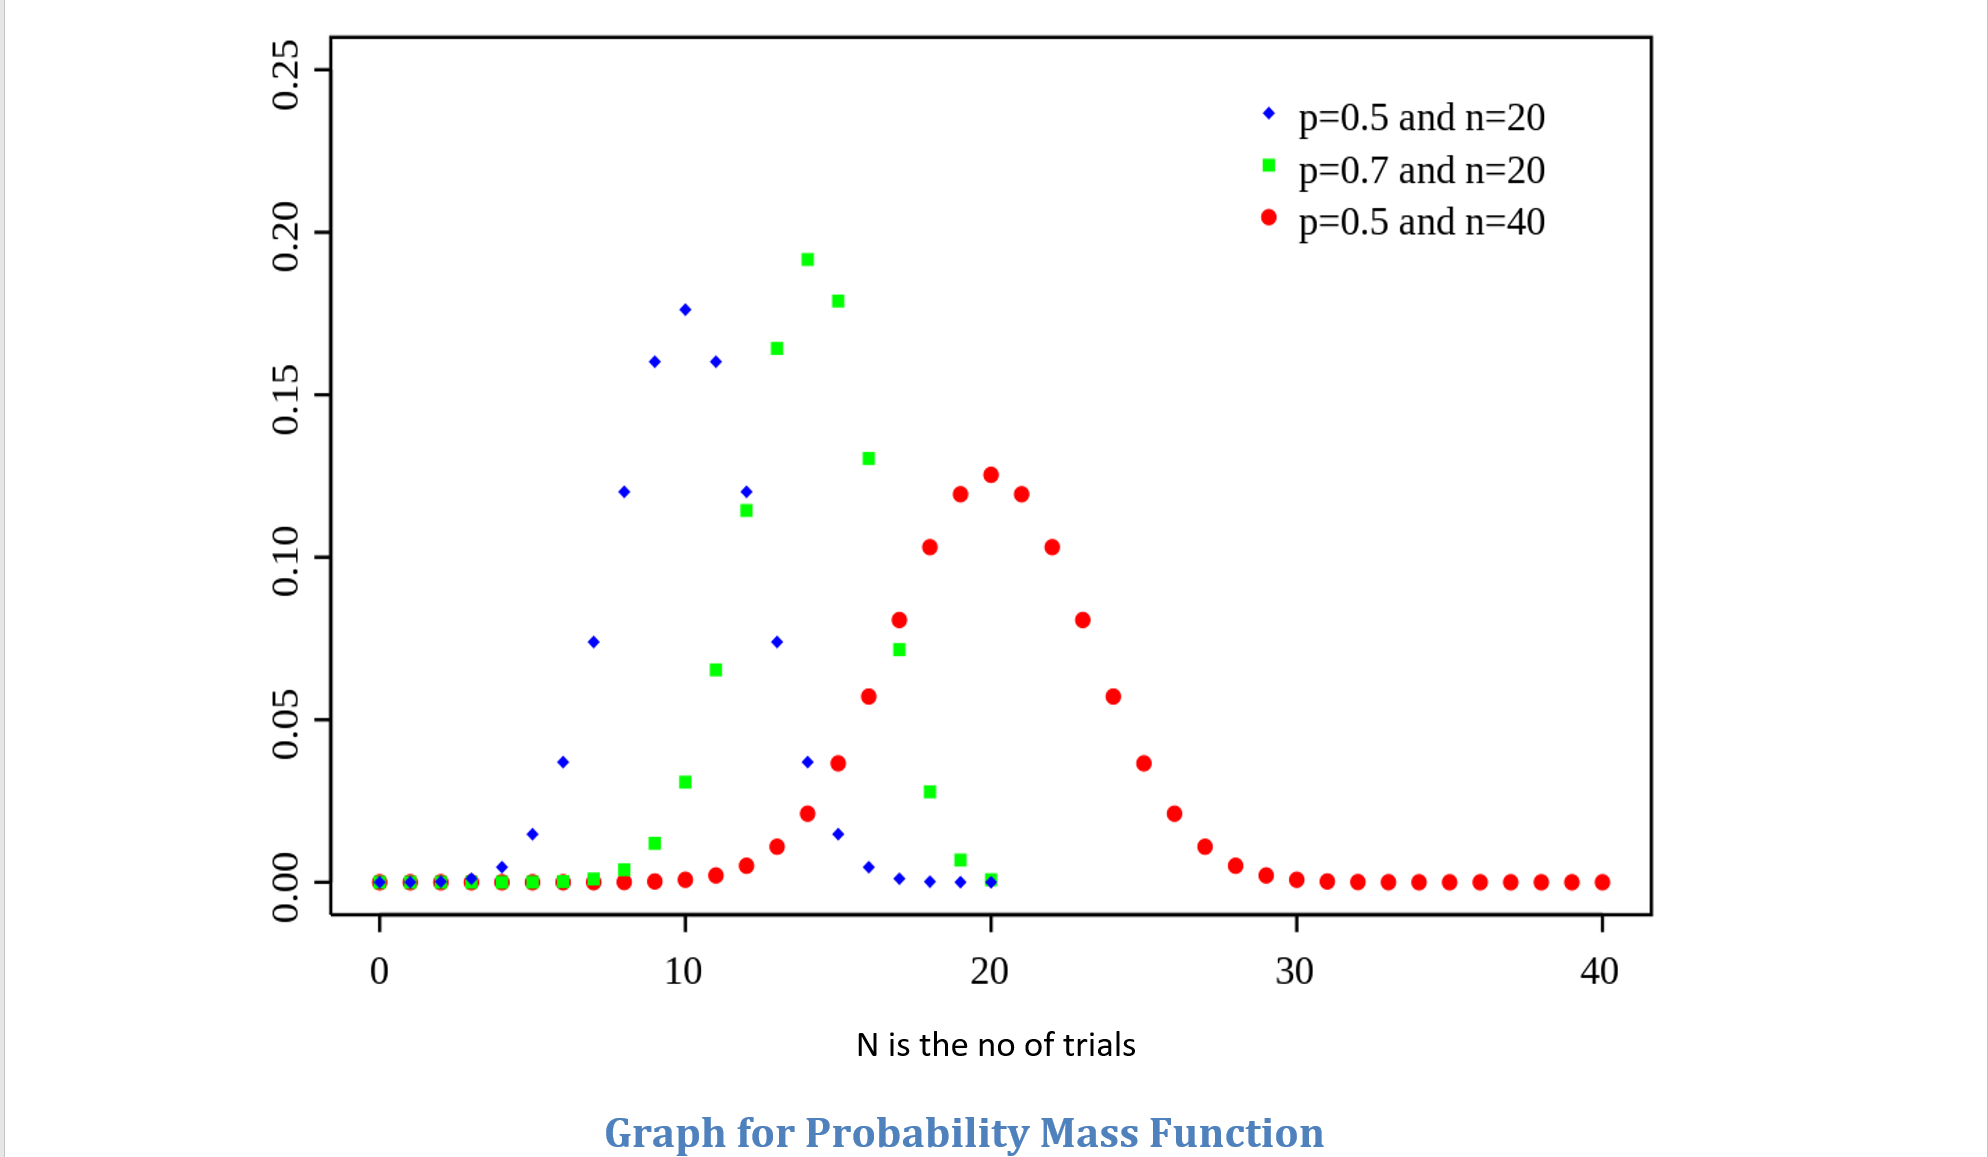 0.25
0.20
0.15
0.10
0.05
0.00
p=0.5 and n=20
p=0.7 and n=20
p=0.5 and n=40
0 10 20 30 40
N is the no of trials
Graph for Probability Mass Function